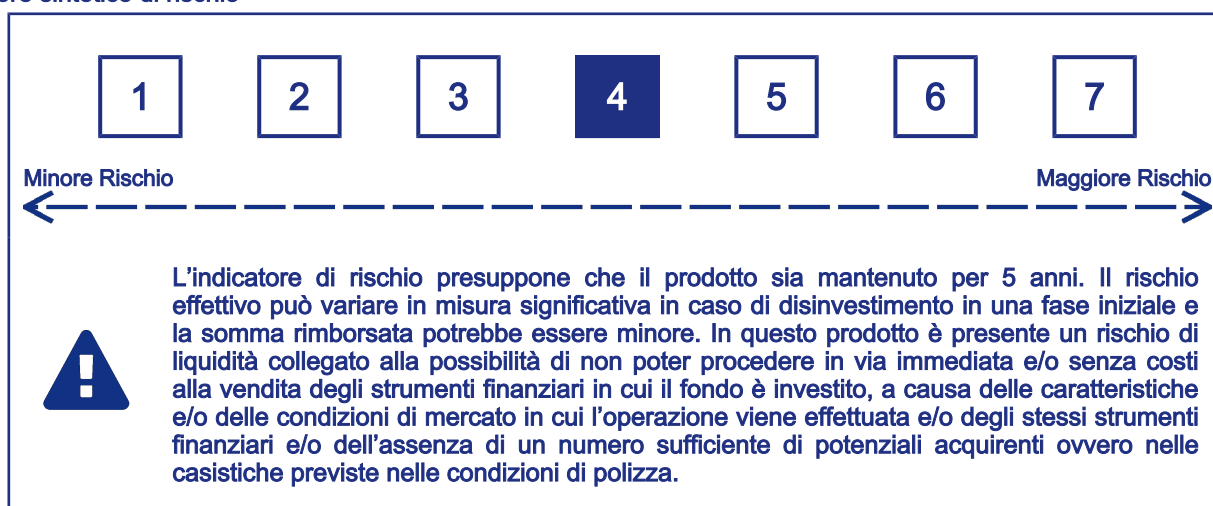 sintetico di rischio
1 2 3 4 5 6 7
Minore Rischio Maggiore Rischio
L'indicatore di rischio presuppone che il prodotto sia mantenuto per 5 anni. Il rischio
effettivo può variare in misura significativa in caso di disinvestimento in una fase iniziale e
la somma rimborsata potrebbe essere minore. In questo prodotto è presente un rischio di
liquidità collegato alla possibilità di non poter procedere in via immediata e/o senza costi
alla vendita degli strumenti finanziari in cui il fondo è investito, a causa delle caratteristiche
e/o delle condizioni di mercato in cui l'operazione viene effettuata e/o degli stessi strumenti
finanziari e/o dell'assenza di un numero sufficiente di potenziali acquirenti ovvero nelle
casistiche previste nelle condizioni di polizza.